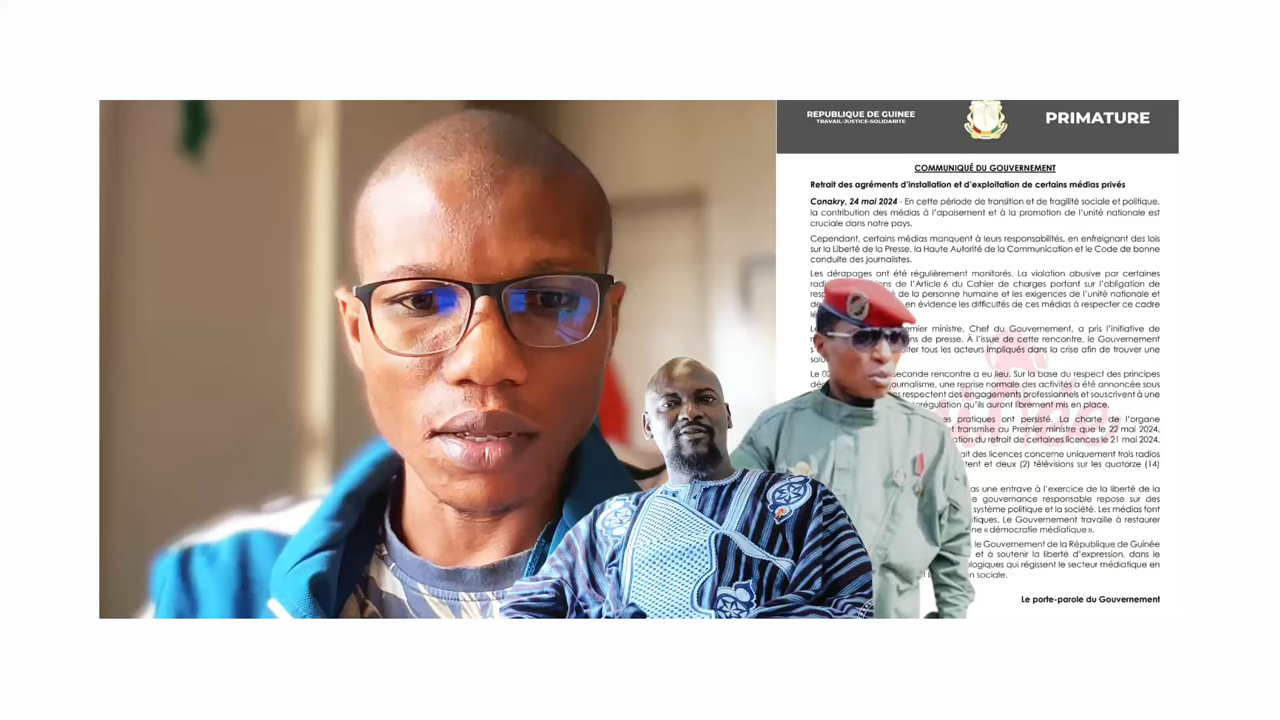 REPUBLIQUE DE GUINEE
TRAVAIL-JUSTICE-SOLIDARITE
PRIMATURE
COMMUNIQUÉ DU GOUVERNEMENT
Retrait des agréments d'installation et d'exploitation de certains médias privés
Conakry, 24 mai 2024 - En cette période de transition et de fragilité sociale et politique,
la contribution des médias à l'apaisement et à la promotion de l'unité nationale est
cruciale dans notre pays.
Cependant, certains médias manquent à leurs responsabilités, en enfreignant des lois
sur la Liberté de la Presse, la Haute Autorité de la Communication et le Code de bonne
conduite des journalistes.
Les dérapages ont été régulièrement monitorés. La violation abusive par certaines
de l'Article 6 du Cahier de charges portant sur l'obligation de
de la personne humaine et les exigences de l'unité nationale et
en évidence les difficultés de ces médias à respecter ce cadre
ministre, Chef du Gouvernement, a pris l'initiative de
de presse. À l'issue de cette rencontre, le Gouvernement
tous les acteurs impliqués dans la crise afin de trouver une
seconde rencontre a eu lieu. Sur la base du respect des principes
une reprise normale des activités a été annoncée sous
respectent des engagements professionnels et souscrivent à une
qu'ils auront librement mis en place.
pratiques ont persisté. La charte de l'organe
transmise au Premier ministre que le 22 mai 2024,
du retrait de certaines licences le 21 mai 2024.
des licences concerne uniquement trois radios
et deux (2) télévisions sur les quatorze (14)
une entrave à l'exercice de la liberté de la
gouvernance responsable repose sur des
système politique et la société. Les médias font
Le Gouvernement travaille à restaurer
« démocratie médiatique ».
le Gouvernement de la République de Guinée
et à soutenir la liberté d'expression, dans le
qui régissent le secteur médiatique en
sociale.
Le porte-parole du Gouvernement